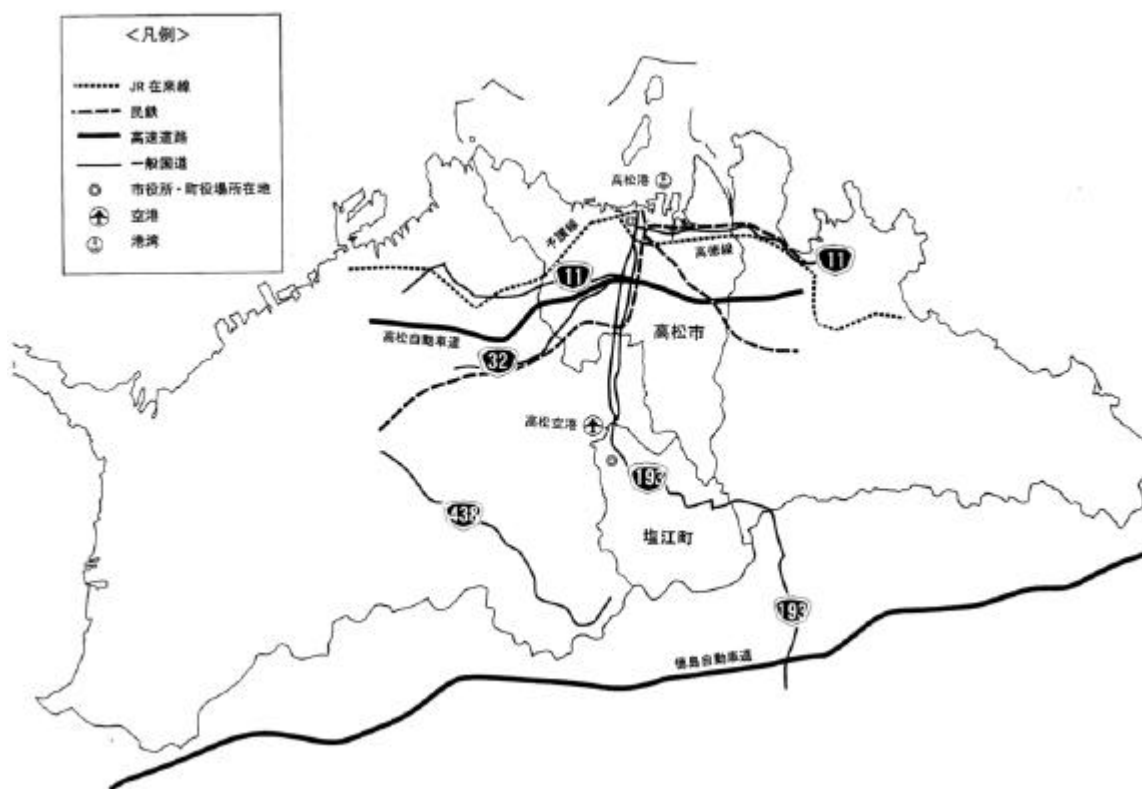 <凡例>
JR在来線
民鉄
高速道路
一般国道
市役所・町役場所在地
空港
港湾
高松港
予讃線
高徳線
11
11
高松市
高松自動車道
32
高松空港
193
438
塩江町
193
徳島自動車道